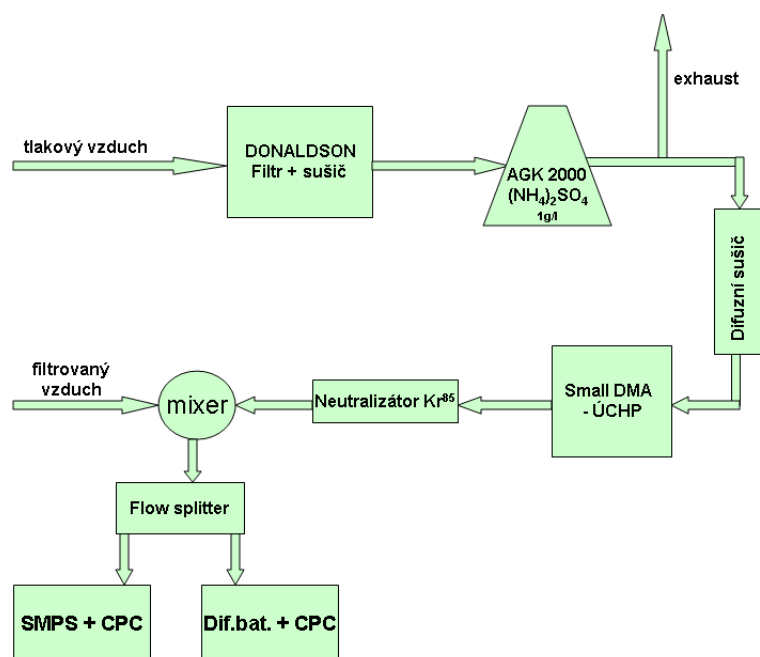 exhaust
tlakový vzduch
DONALDSON
Filtr + sušič
AGK 2000
(NH₄)₂SO₄
1g/l
Difuzní sušič
filtrovaný
vzduch
mixer
Neutralizátor Kr⁸⁵
Small DMA
- ÚCHP
Flow splitter
SMPS + CPC
Dif.bat. + CPC